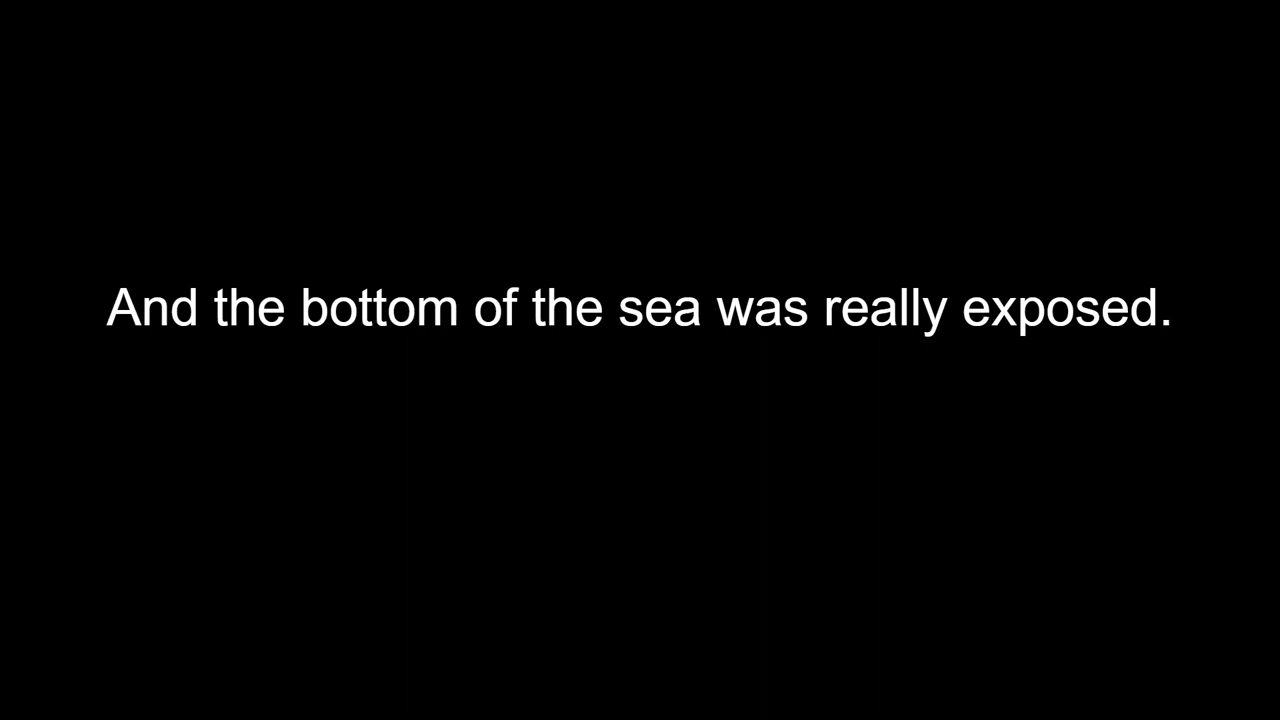 And the bottom of the sea was really exposed.